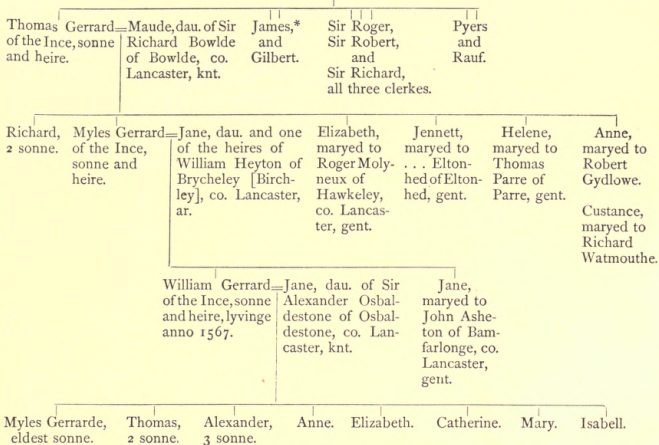 Thomas Gerrard=Maude, dau. of Sir
of the Ince, sonne Richard Bowlde
and heire. of Bowlde, co.
Lancaster, knt.
James,*
and
Gilbert.
Sir Roger,
Sir Robert,
and
Sir Richard,
all three clerkes.
Pyers
and
Rauf.
Richard,
2 sonne.
Myles Gerrard=Jane, dau. and one
of the Ince, of the heires of
sonne and William Heyton of
heire. Brycheley [Birch-
ley], co. Lancaster,
ar.
Elizabeth,
maryed to
Roger Moly-
neux of
Hawkeley,
co. Lancas-
ter, gent.
Jennett,
maryed to
. . . Elton-
hed of Elton-
hed, gent.
Helene,
maryed to
Thomas
Parre of
Parre, gent.
Anne,
maryed to
Robert
Gydlowe.
Custance,
maryed to
Richard
Watmouthe.
William Gerrard=Jane, dau. of Sir
of the Ince, sonne Alexander Osbal-
and heire, lyvinge destone of Osbal-
anno 1567. destone, co. Lan-
caster, knt.
Jane,
maryed to
John Ashe-
ton of Bam-
farlonge, co.
Lancaster,
gent.
Myles Gerrarde,
eldest sonne.
Thomas,
2 sonne.
Alexander,
3 sonne.
Anne.
Elizabeth.
Catherine.
Mary.
Isabell.